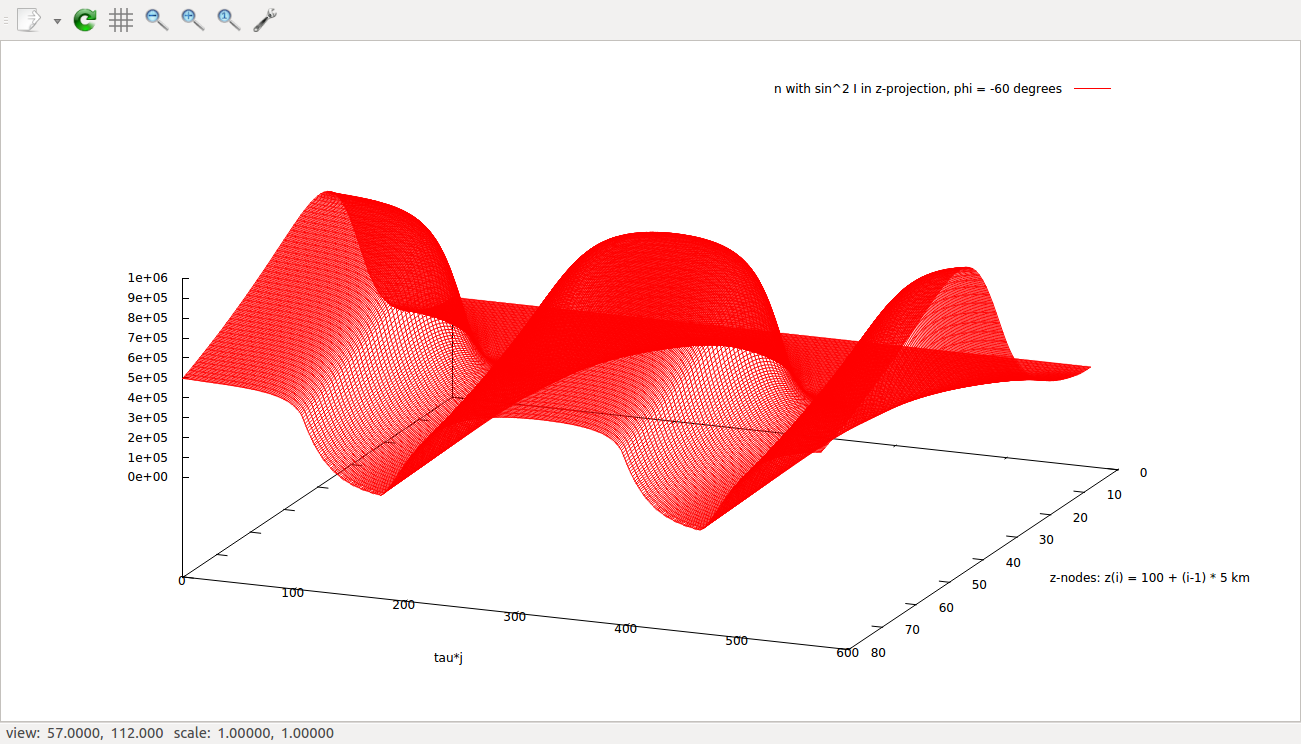 n with sin^2 I in z-projection, phi = -60 degrees
1e+06
9e+05
8e+05
7e+05
6e+05
5e+05
4e+05
3e+05
2e+05
1e+05
0e+00
0
100
200
300
400
500
600
0
10
20
30
40
50
60
70
80
z-nodes: z(i) = 100 + (i-1) * 5 km
tau*j
view: 57.0000, 112.000 scale: 1.00000, 1.00000